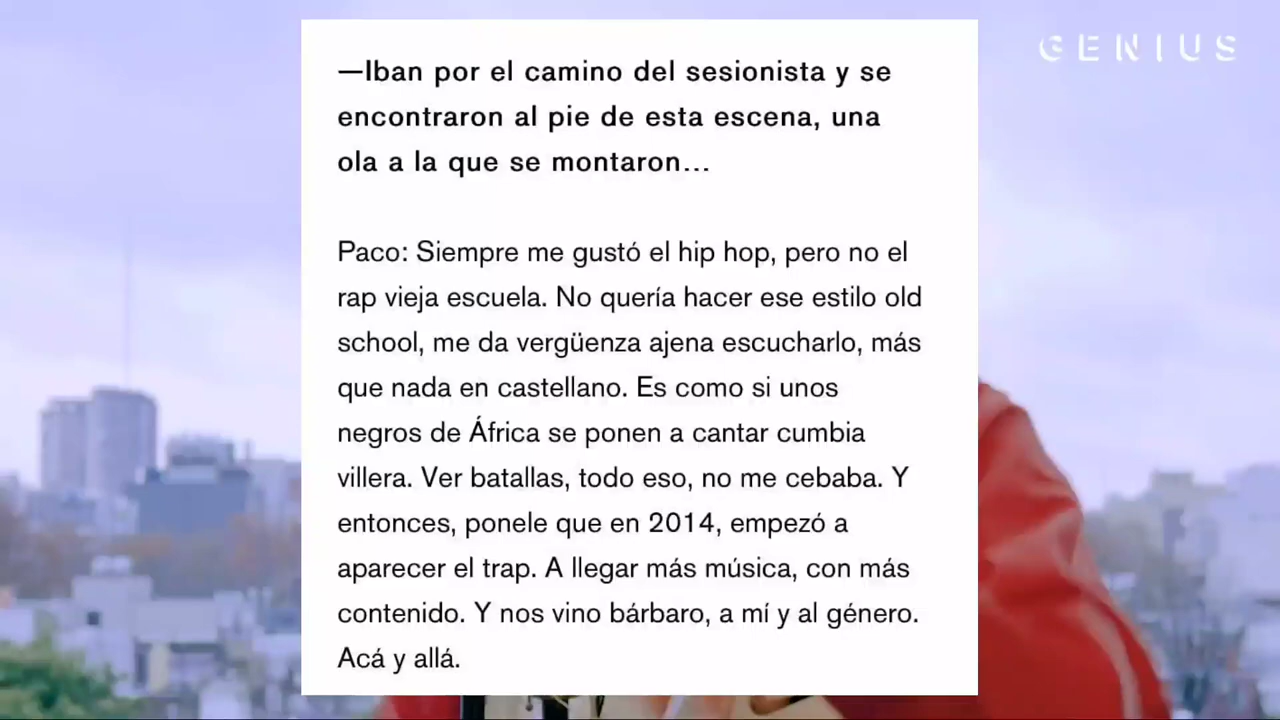 GENIUS
—Iban por el camino del sesionista y se
encontraron al pie de esta escena, una
ola a la que se montaron...
Paco: Siempre me gustó el hip hop, pero no el
rap vieja escuela. No quería hacer ese estilo old
school, me da vergüenza ajena escucharlo, más
que nada en castellano. Es como si unos
negros de África se ponen a cantar cumbia
villera. Ver batallas, todo eso, no me cebaba. Y
entonces, ponele que en 2014, empezó a
aparecer el trap. A llegar más música, con más
contenido. Y nos vino bárbaro, a mí y al género.
Acá y allá.